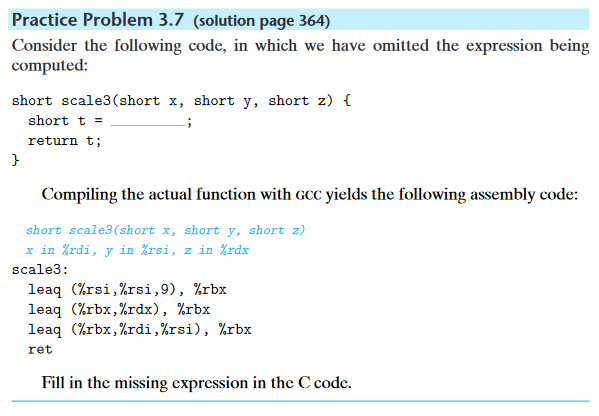 Practice Problem 3.7 (solution page 364)
Consider the following code, in which we have omitted the expression being
computed:
short scale3(short x, short y, short z) {
short t = __________;
return t;
}
Compiling the actual function with GCC yields the following assembly code:
short scale3(short x, short y, short z)
x in %rdi, y in %rsi, z in %rdx
scale3:
leaq (%rsi,%rsi,9), %rbx
leaq (%rbx,%rdx), %rbx
leaq (%rbx,%rdi,%rsi), %rbx
ret
Fill in the missing expression in the C code.